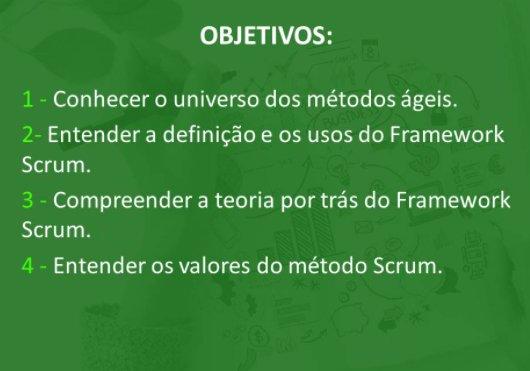 OBJETIVOS:
1 - Conhecer o universo dos métodos ágeis.
2- Entender a definição e os usos do Framework
Scrum.
3 - Compreender a teoria por trás do Framework
Scrum.
4 - Entender os valores do método Scrum.